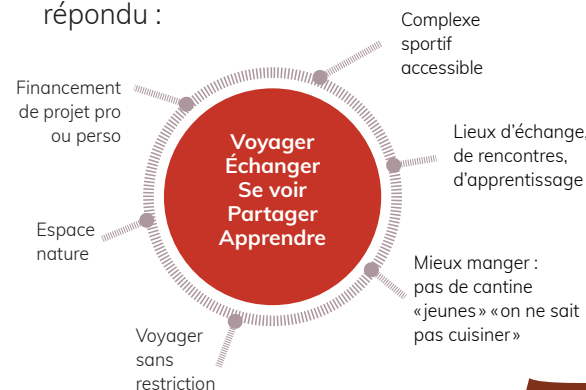 répondu :
Complexe
sportif
accessible
Financement
de projet pro
ou perso
Voyager
Échanger
Se voir
Partager
Apprendre
Lieux d’échange,
de rencontres,
d’apprentissage
Espace
nature
Mieux manger :
pas de cantine
«jeunes» «on ne sait
pas cuisiner»
Voyager
sans
restriction